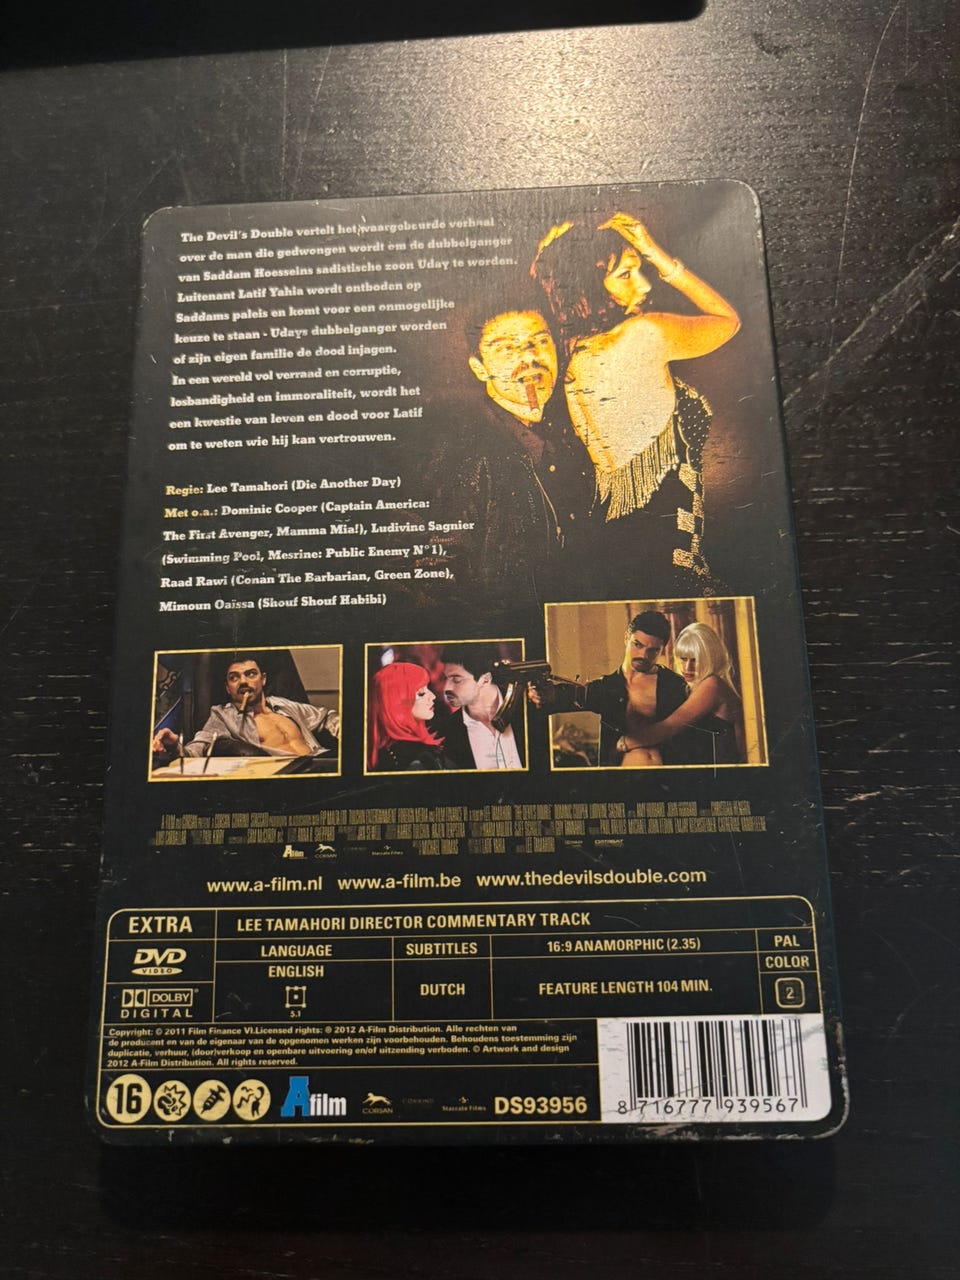 The Devil's Double vertelt het waargebeurde verhaal
over de man die gedwongen wordt om de dubbelganger
van Saddam Hoesseins sadistische zoon Uday te worden.
Luitenant Latif Yahia wordt ontboden op
Saddams paleis en komt voor een onmogelijke
keuze te staan - Udays dubbelganger worden
of zijn eigen familie de dood injagen.
In een wereld vol verraad en corruptie,
losbandigheid en immoraliteit, wordt het
een kwestie van leven en dood voor Latif
om te weten wie hij kan vertrouwen.
Regie: Lee Tamahori (Die Another Day)
Met o.a.: Dominic Cooper (Captain America:
The First Avenger, Mamma Mia!), Ludivine Sagnier
(Swimming Pool, Mesrine: Public Enemy N°1),
Raad Rawi (Conan The Barbarian, Green Zone),
Mimoun Oaïssa (Shouf Shouf Habibi)
www.a-film.nl www.a-film.be www.thedevilsdouble.com
EXTRA LEE TAMAHORI DIRECTOR COMMENTARY TRACK
DVD VIDEO LANGUAGE SUBTITLES 16:9 ANAMORPHIC (2.35) PAL
ENGLISH COLOR
DOLBY DIGITAL 5.1 DUTCH FEATURE LENGTH 104 MIN. 2
Copyright: © 2011 Film Finance VI.Licensed rights: ® 2012 A-Film Distribution. Alle rechten van
de producent en van de eigenaar van de opgenomen werken zijn voorbehouden. Behoudens toestemming zijn
duplicatie, verhuur, (door)verkoop en openbare uitvoering en/of uitzending verboden. © Artwork and design
2012 A-Film Distribution. All rights reserved.
16 Afilm CORSAN Staccato Films DS93956
8 716777 939567